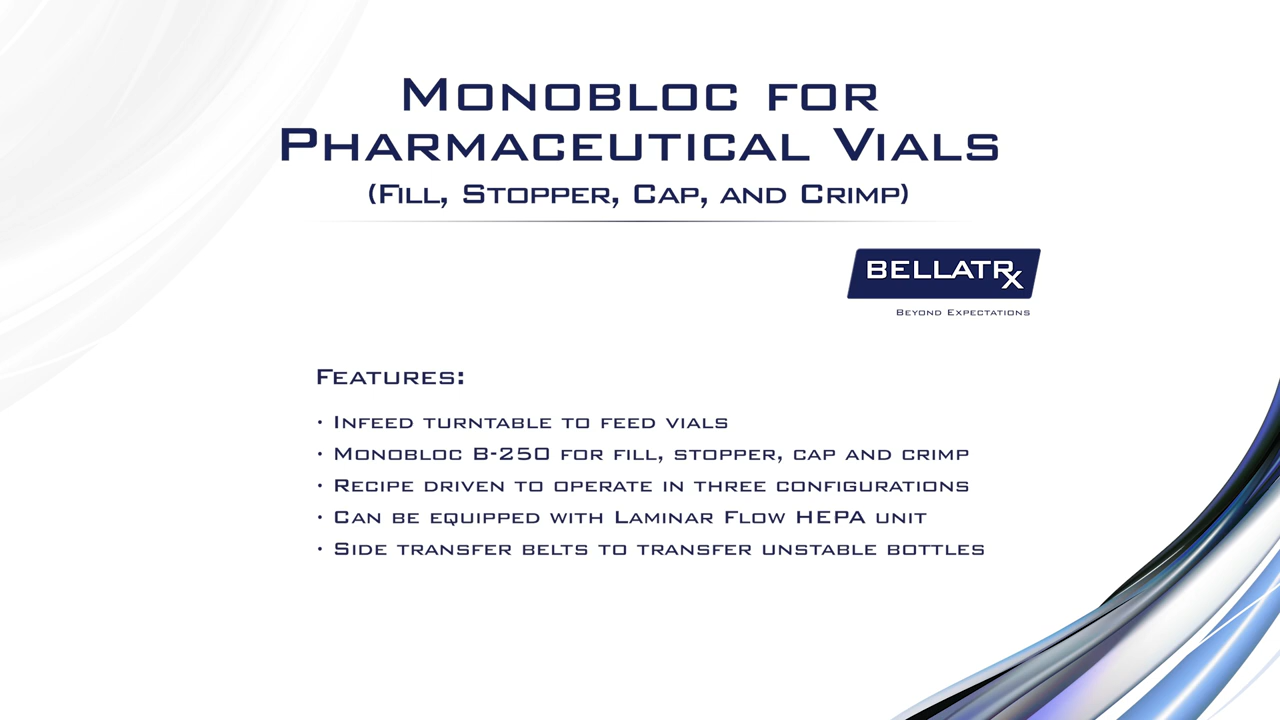 Monobloc for
Pharmaceutical Vials
(Fill, Stopper, Cap, and Crimp)
BELLATRx
Beyond Expectations
Features:
· Infeed turntable to feed vials
· Monobloc B-250 for fill, stopper, cap and crimp
· Recipe driven to operate in three configurations
· Can be equipped with Laminar Flow HEPA unit
· Side transfer belts to transfer unstable bottles